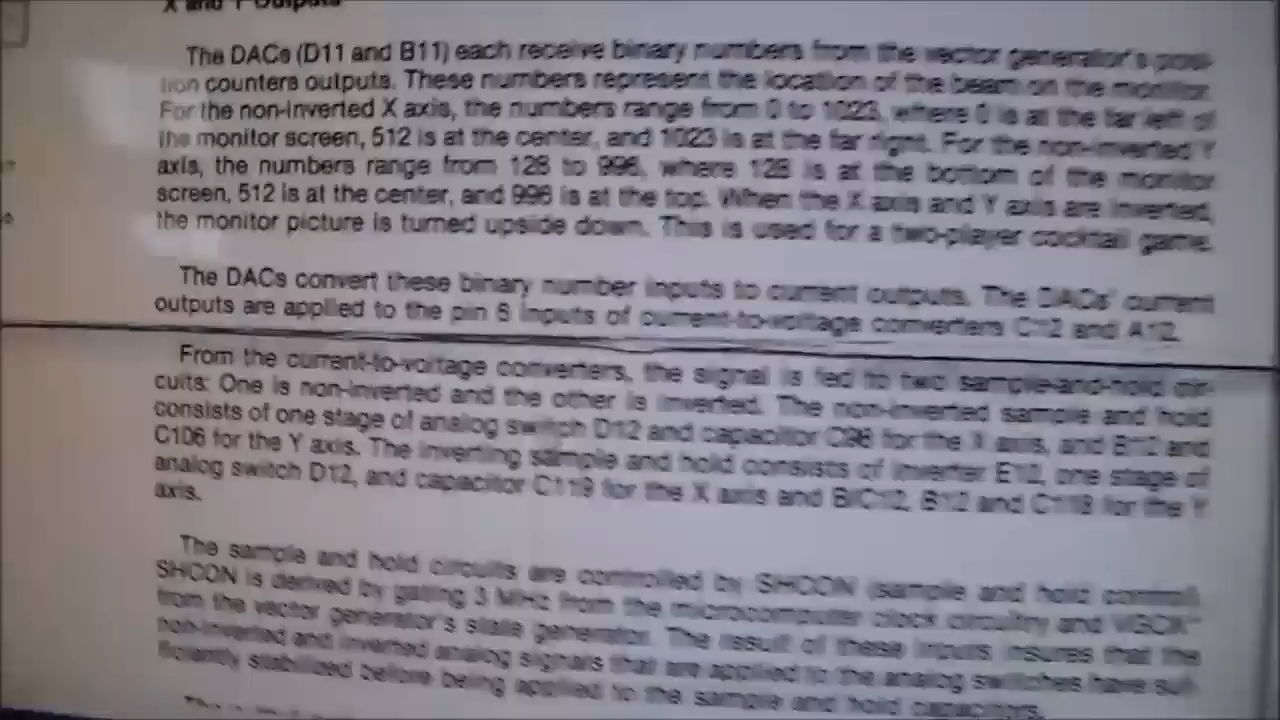 X and Y Outputs
The DACs (D11 and B11) each receive binary numbers from the vector generator's posi-
tion counters outputs. These numbers represent the location of the beam on the monitor.
For the non-inverted X axis, the numbers range from 0 to 1023, where 0 is at the far left of
the monitor screen, 512 is at the center, and 1023 is at the far right. For the non-inverted Y
axis, the numbers range from 128 to 996, where 128 is at the bottom of the monitor
screen, 512 is at the center, and 996 is at the top. When the X axis and Y axis are inverted,
the monitor picture is turned upside down. This is used for a two-player cocktail game.
The DACs convert these binary number inputs to current outputs. The DACs' current
outputs are applied to the pin 6 inputs of current-to-voltage converters C12 and A12.
From the current-to-voltage converters, the signal is fed to two sample-and-hold cir-
cuits: One is non-inverted and the other is inverted. The non-inverted sample and hold
consists of one stage of analog switch D12 and capacitor C96 for the X axis, and B12 and
C106 for the Y axis. The inverting sample and hold consists of inverter E12, one stage of
analog switch D12, and capacitor C119 for the X axis and B/C12, B12 and C118 for the Y
axis.
The sample and hold circuits are controlled by SHCON (sample and hold control).
SHCON is derived by gating 3 MHz from the microcomputer clock circuitry and
from the vector generator's state generator. The result of these inputs insures that the
non-inverted and inverted analog signals that are applied to the analog switches have suf-
ficiently stabilized before being applied to the sample and hold capacitors.